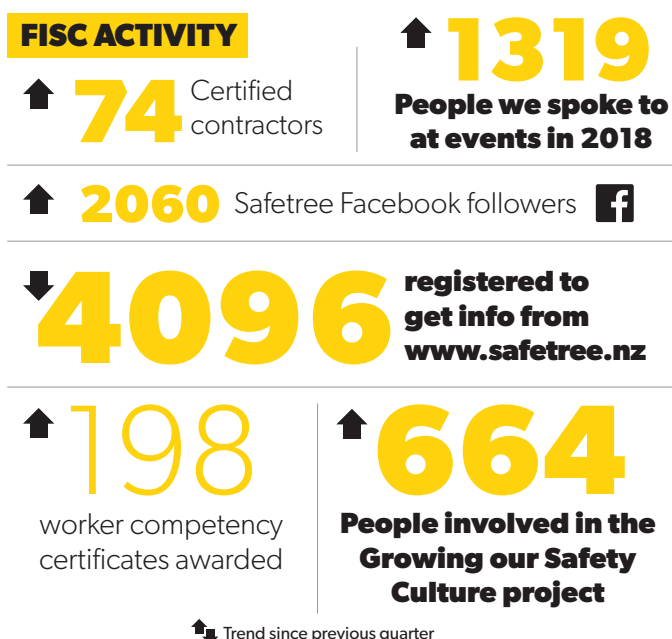 FISC ACTIVITY
74 Certified
contractors
1319
People we spoke to
at events in 2018
2060 Safetree Facebook followers
4096
registered to
get info from
www.safetree.nz
198
worker competency
certificates awarded
664
People involved in the
Growing our Safety
Culture project
Trend since previous quarter